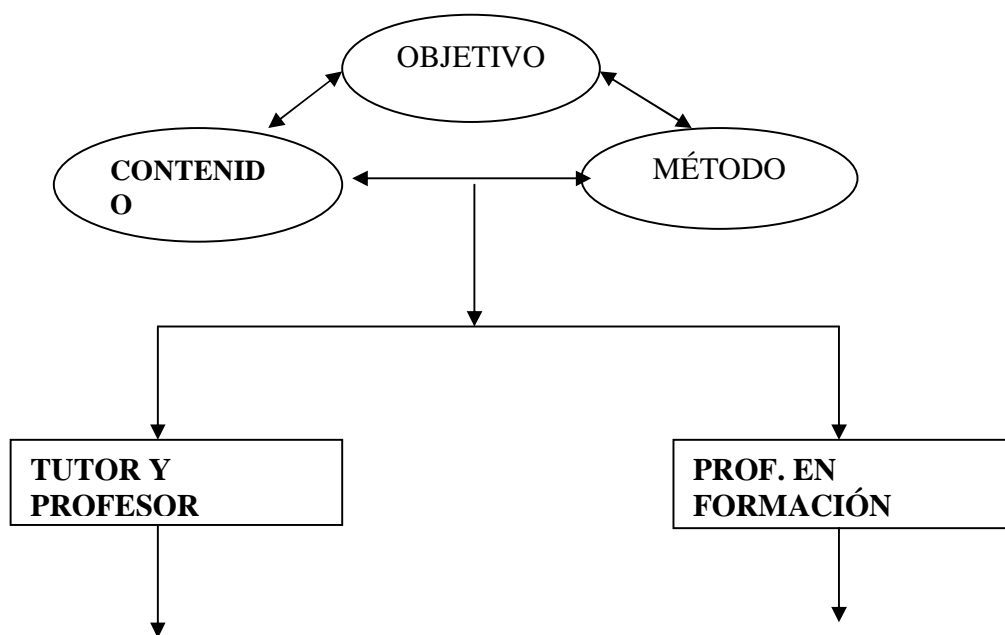 OBJETIVO
CONTENID
O
MÉTODO
TUTOR Y
PROFESOR
PROF. EN
FORMACIÓN